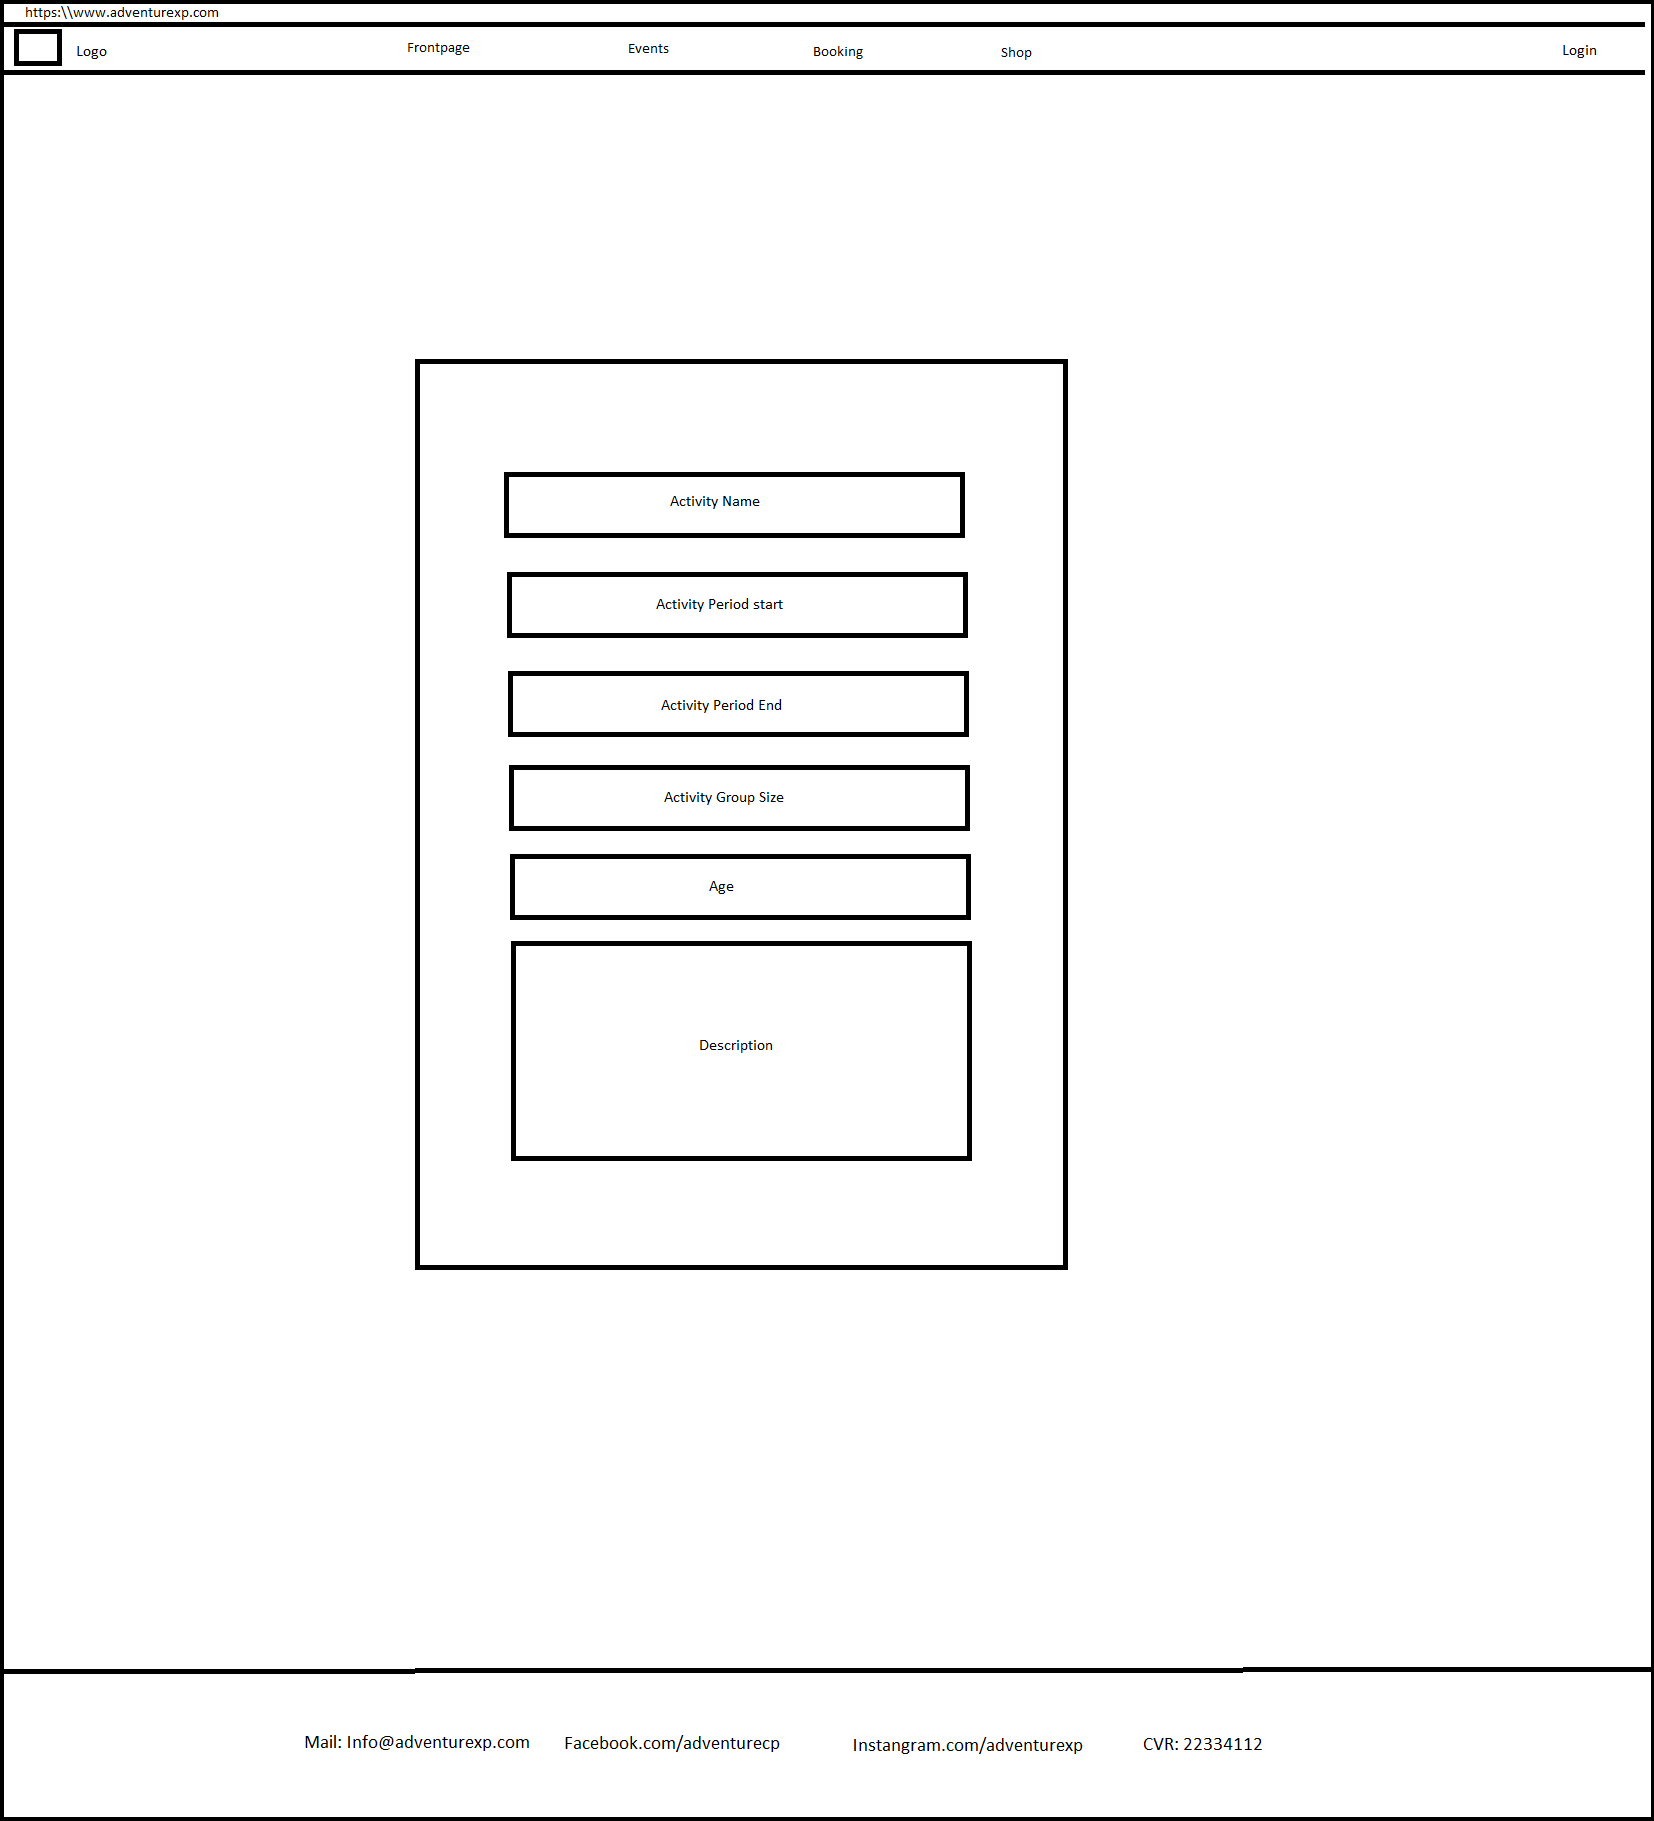 https:\\www.adventurexp.com
Logo Frontpage Events Booking Shop Login
Activity Name
Activity Period start
Activity Period End
Activity Group Size
Age
Description
Mail: Info@adventurexp.com Facebook.com/adventurecp Instangram.com/adventurexp CVR: 22334112